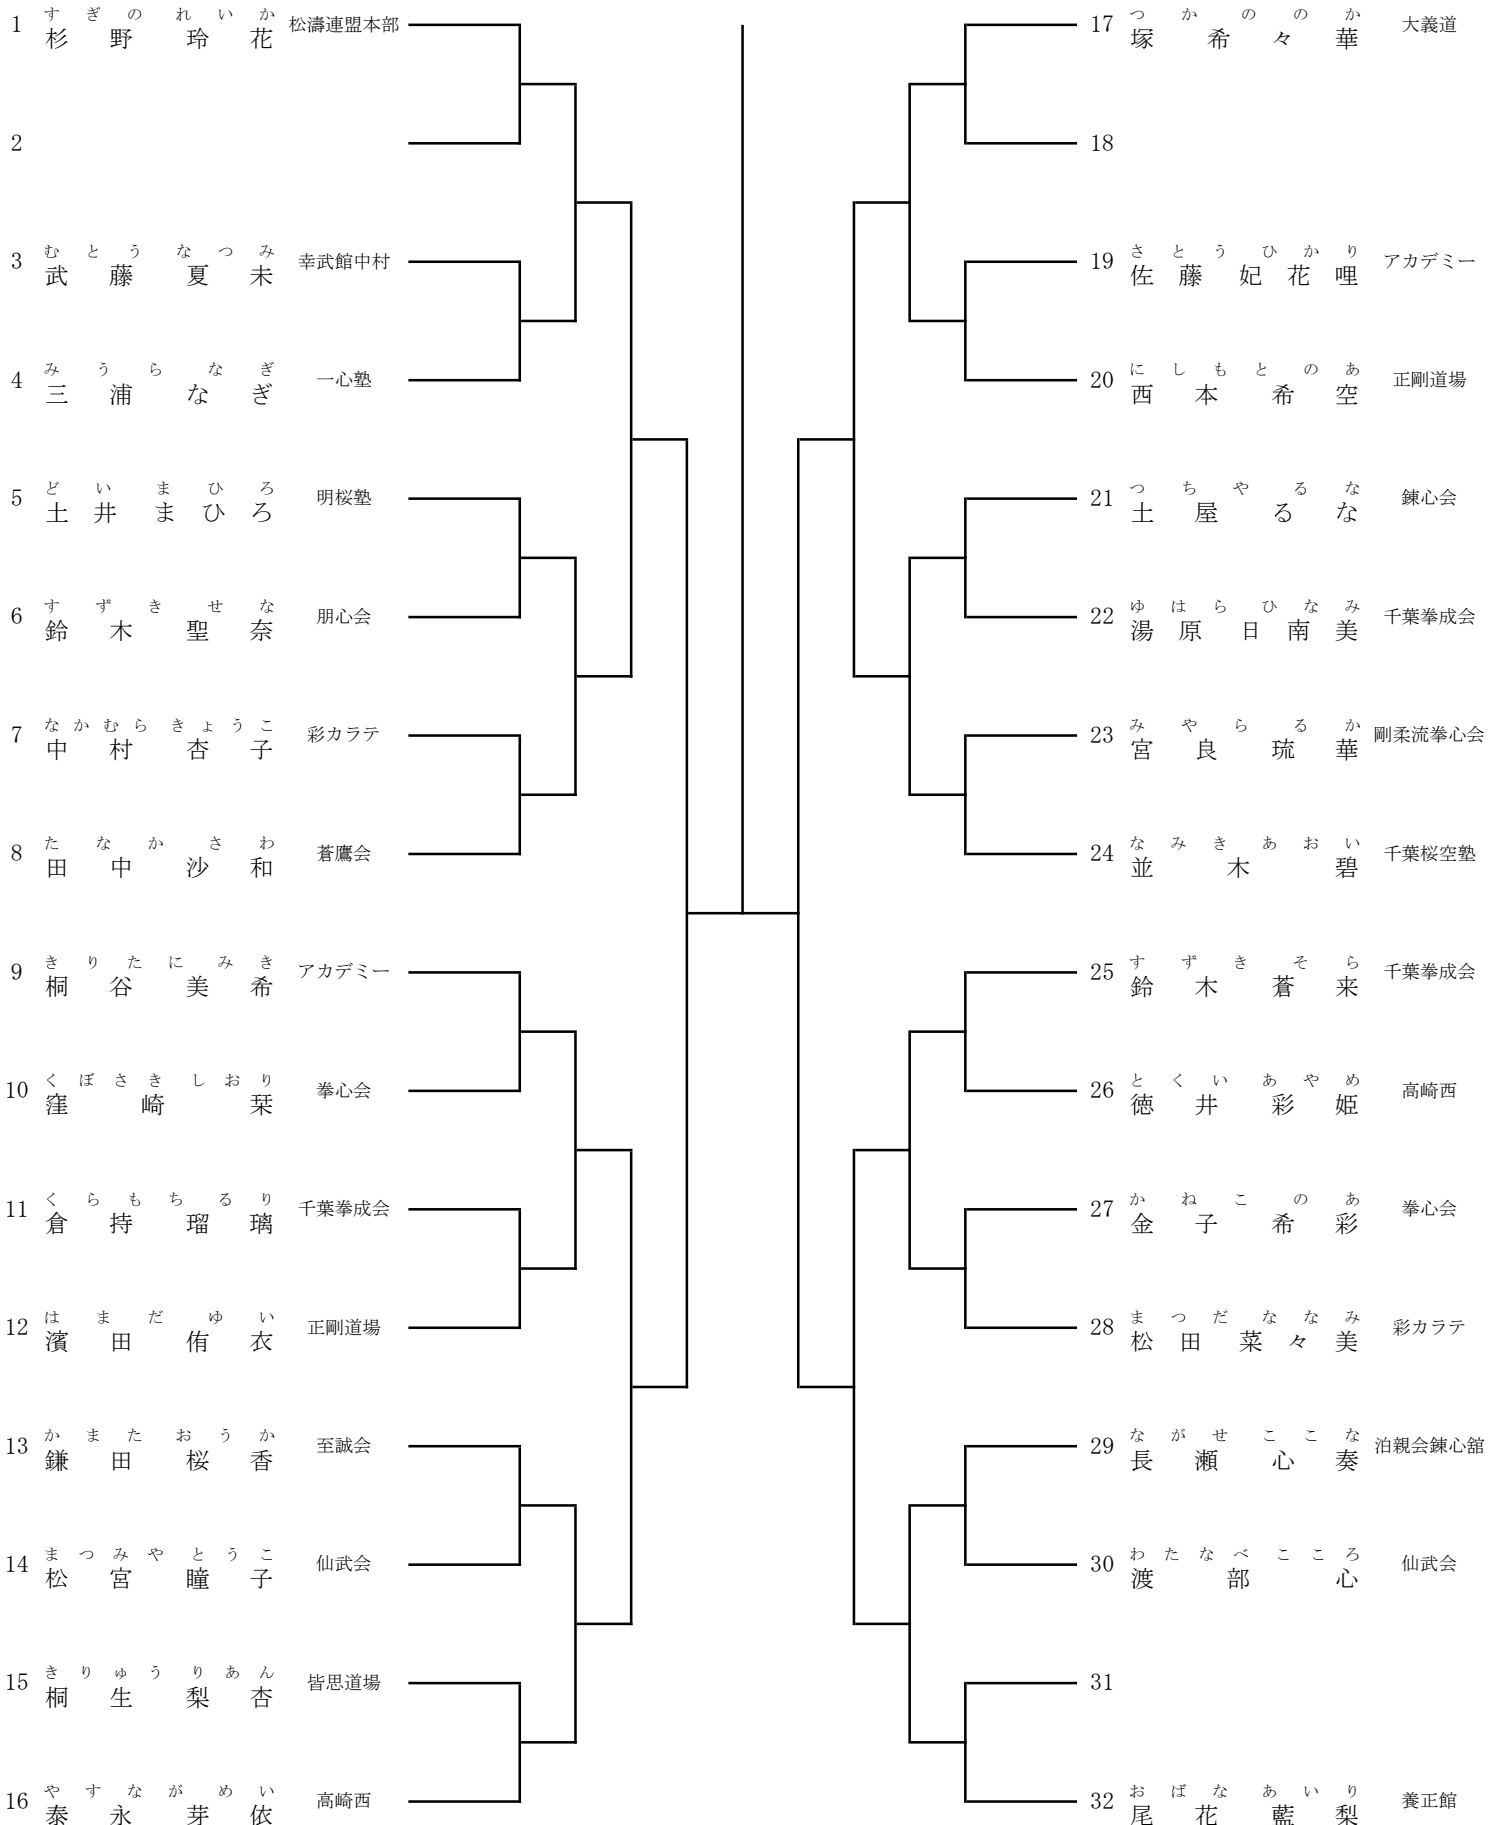 すぎのれいか
1 杉野玲花 松濤連盟本部
2
むとうなつみ
3 武藤夏未 幸武館中村
みうらなぎ
4 三浦なぎ 一心塾
どいまひろ
5 土井まひろ 明桜塾
すずきせな
6 鈴木聖奈 朋心会
なかむらきょうこ
7 中村杏子 彩カラテ
たなかさわ
8 田中沙和 蒼鷹会
きりたにみき
9 桐谷美希 アカデミー
くぼさきしおり
10 窪崎栞 拳心会
くらもちるり
11 倉持瑠璃 千葉拳成会
はまだゆい
12 濱田侑衣 正剛道場
かまたおうか
13 鎌田桜香 至誠会
まつみやとうこ
14 松宮瞳子 仙武会
きりゅうりあん
15 桐生梨杏 皆思道場
やすながめい
16 泰永芽依 高崎西
つかののか
17 塚希々華 大義道
18
さとうひかり
19 佐藤妃花哩 アカデミー
にしもとのあ
20 西本希空 正剛道場
つちやるな
21 土屋るな 錬心会
ゆはらひなみ
22 湯原日南美 千葉拳成会
みやらるか
23 宮良琉華 剛柔流拳心会
なみきあおい
24 並木碧 千葉桜空塾
すずきそら
25 鈴木蒼来 千葉拳成会
とくいあやめ
26 徳井彩姫 高崎西
かねこのあ
27 金子希彩 拳心会
まつだななみ
28 松田菜々美 彩カラテ
ながせここな
29 長瀬心奏 泊親会錬心舘
わたなべこころ
30 渡部心 仙武会
31
おばなあいり
32 尾花藍梨 養正館